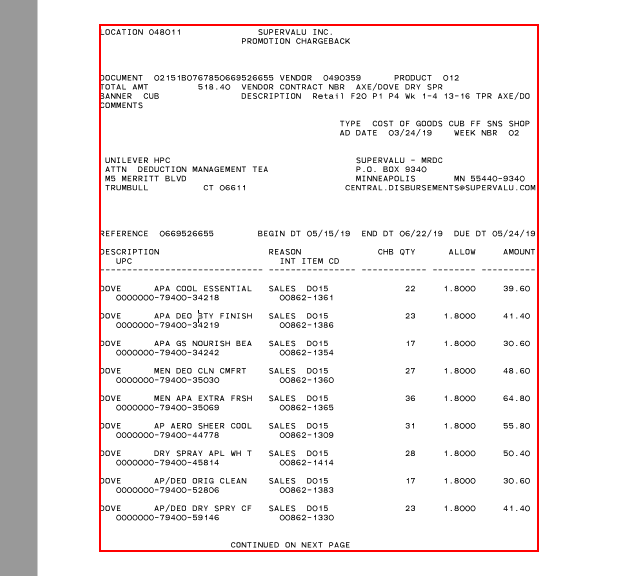 LOCATION 048011 SUPERVALU INC.
PROMOTION CHARGEBACK
DOCUMENT 02151B0767850669526655 VENDOR 0490359 PRODUCT 012
TOTAL AMT 518.40 VENDOR CONTRACT NBR AXE/DOVE DRY SPR
BANNER CUB DESCRIPTION Retail F20 P1 P4 Wk 1-4 13-16 TPR AXE/DO
COMMENTS
TYPE COST OF GOODS CUB FF SNS SHOP
AD DATE 03/24/19 WEEK NBR 02
UNILEVER HPC SUPERVALU - MRDC
ATTN DEDUCTION MANAGEMENT TEA P.O. BOX 9340
M5 MERRITT BLVD MINNEAPOLIS MN 55440-9340
TRUMBULL CT 06611 CENTRAL.DISBURSEMENTS@SUPERVALU.COM
REFERENCE 0669526655 BEGIN DT 05/15/19 END DT 06/22/19 DUE DT 05/24/19
DESCRIPTION REASON CHB QTY ALLOW AMOUNT
UPC INT ITEM CD
DOVE APA COOL ESSENTIAL SALES DO15 22 1.8000 39.60
0000000-79400-34218 00862-1361
DOVE APA DEO BTY FINISH SALES DO15 23 1.8000 41.40
0000000-79400-34219 00862-1386
DOVE APA GS NOURISH BEA SALES DO15 17 1.8000 30.60
0000000-79400-34242 00862-1354
DOVE MEN DEO CLN CMFRT SALES DO15 27 1.8000 48.60
0000000-79400-35030 00862-1360
DOVE MEN APA EXTRA FRSH SALES DO15 36 1.8000 64.80
0000000-79400-35069 00862-1365
DOVE AP AERO SHEER COOL SALES DO15 31 1.8000 55.80
0000000-79400-44778 00862-1309
DOVE DRY SPRAY APL WH T SALES DO15 28 1.8000 50.40
0000000-79400-45814 00862-1414
DOVE AP/DEO ORIG CLEAN SALES DO15 17 1.8000 30.60
0000000-79400-52806 00862-1383
DOVE AP/DEO DRY SPRY CF SALES DO15 23 1.8000 41.40
0000000-79400-59146 00862-1330
CONTINUED ON NEXT PAGE